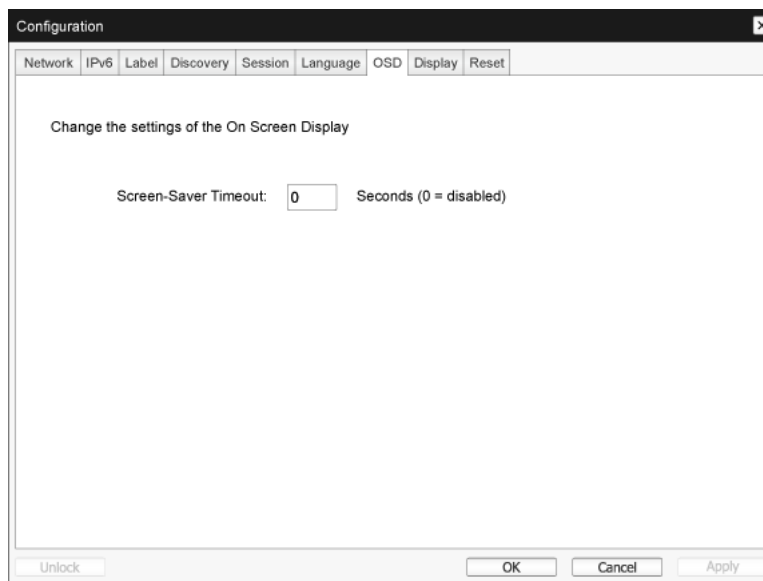 Configuration
Network IPv6 Label Discovery Session Language OSD Display Reset
Change the settings of the On Screen Display
Screen-Saver Timeout: 0 Seconds (0 = disabled)
Unlock OK Cancel Apply